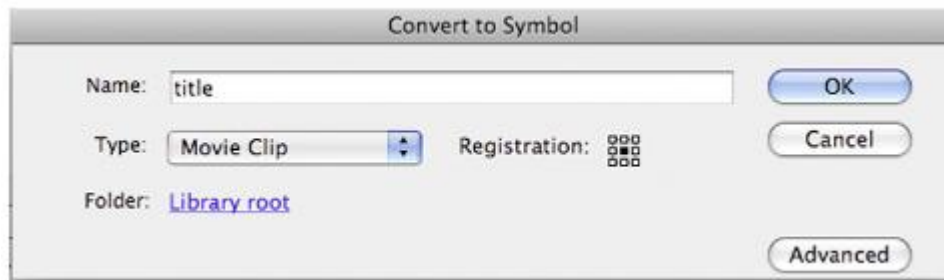 Convert to Symbol
Name: title OK
Type: Movie Clip Registration: Cancel
Folder: Library root
Advanced